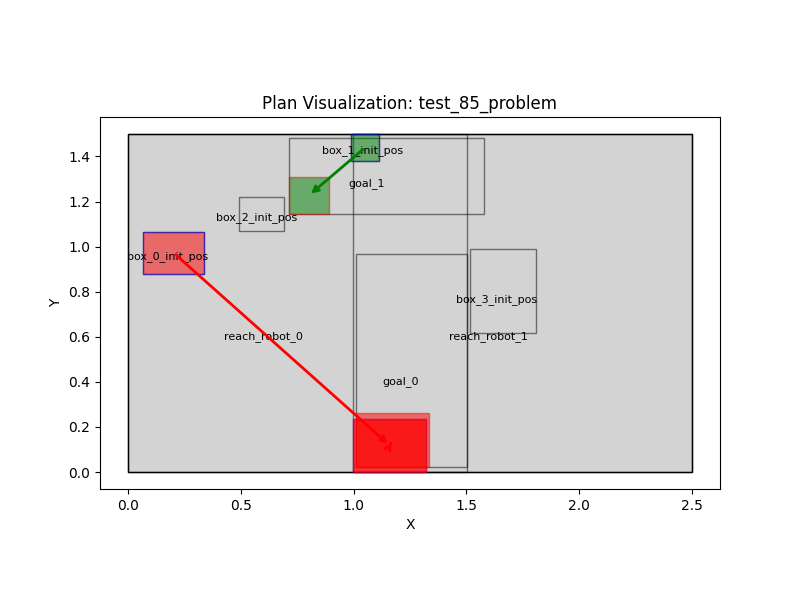 Plan Visualization: test_85_problem
1.4
1.2
1.0
0.8
0.6
0.4
0.2
0.0
Y
box_1_init_pos
goal_1
box_2_init_pos
box_0_init_pos
box_3_init_pos
reach_robot_0
reach_robot_1
goal_0
0.0
0.5
1.0
1.5
2.0
2.5
X